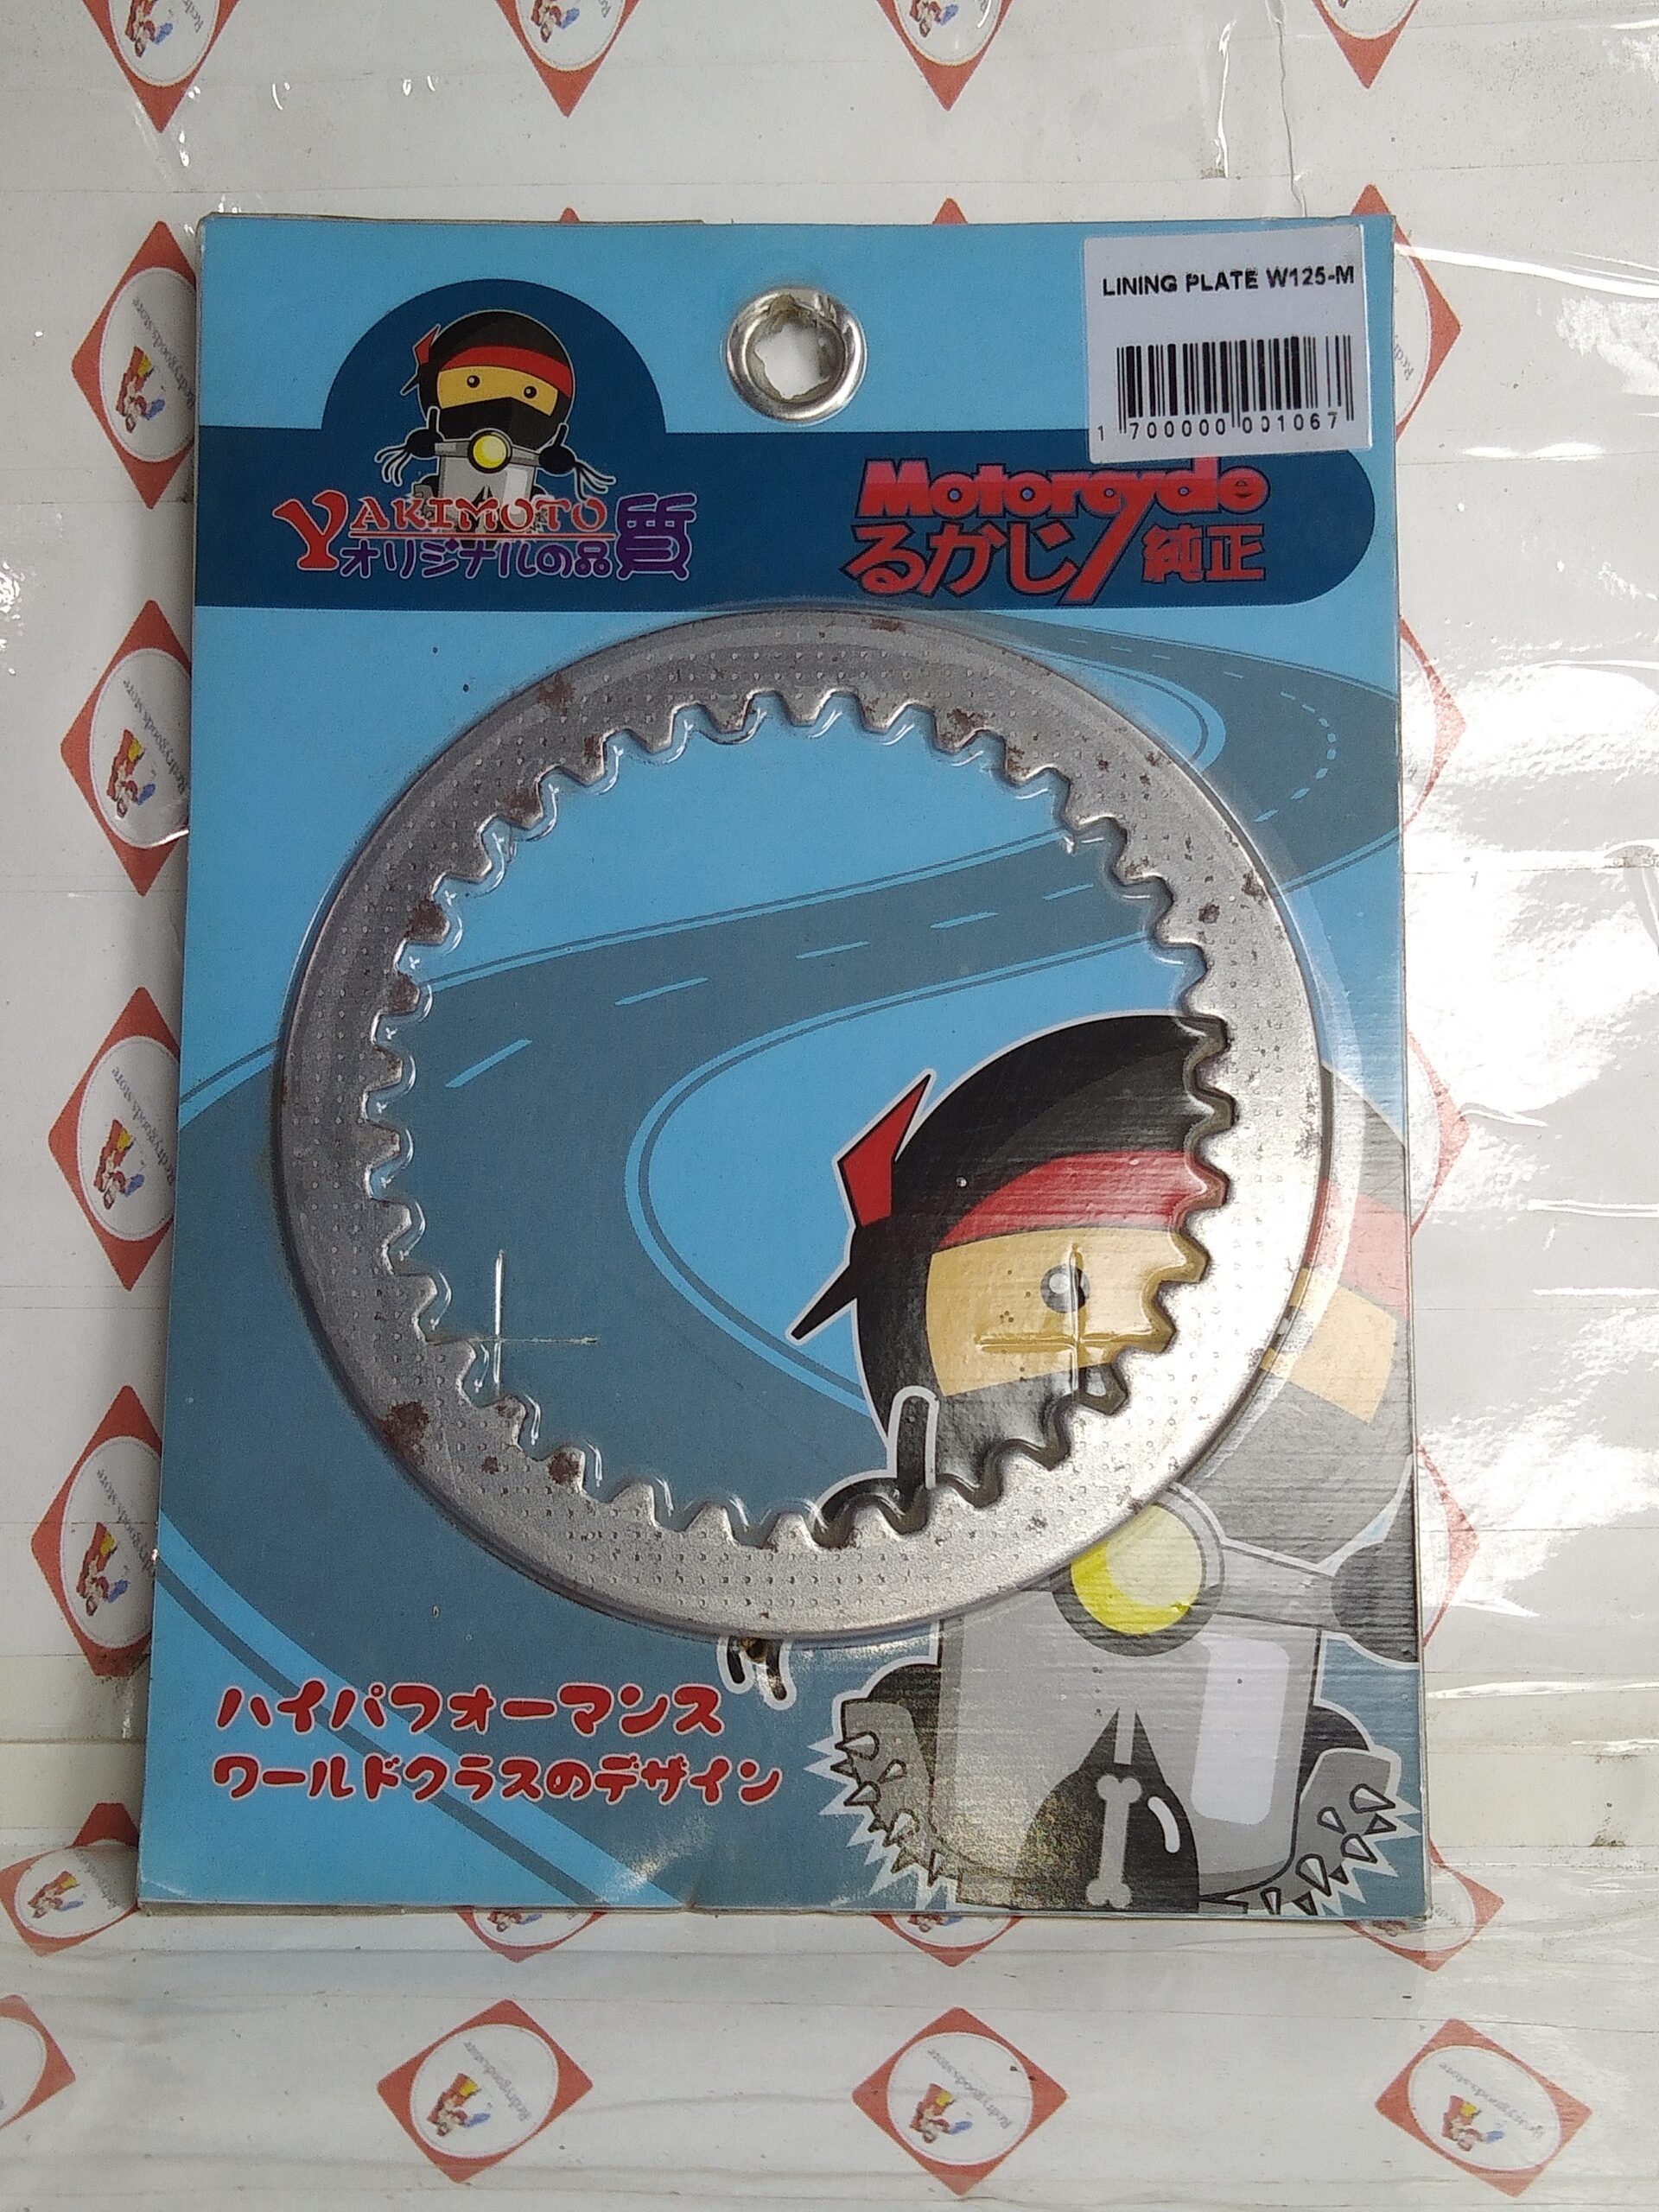 LINING PLATE W125-M
1 700000 001067
YAKIMOTO
オリジナルの品質
Motorcycle
るかじ 純正
ハイパフォーマンス
ワールドクラスのデザイン
Redrygoods.store